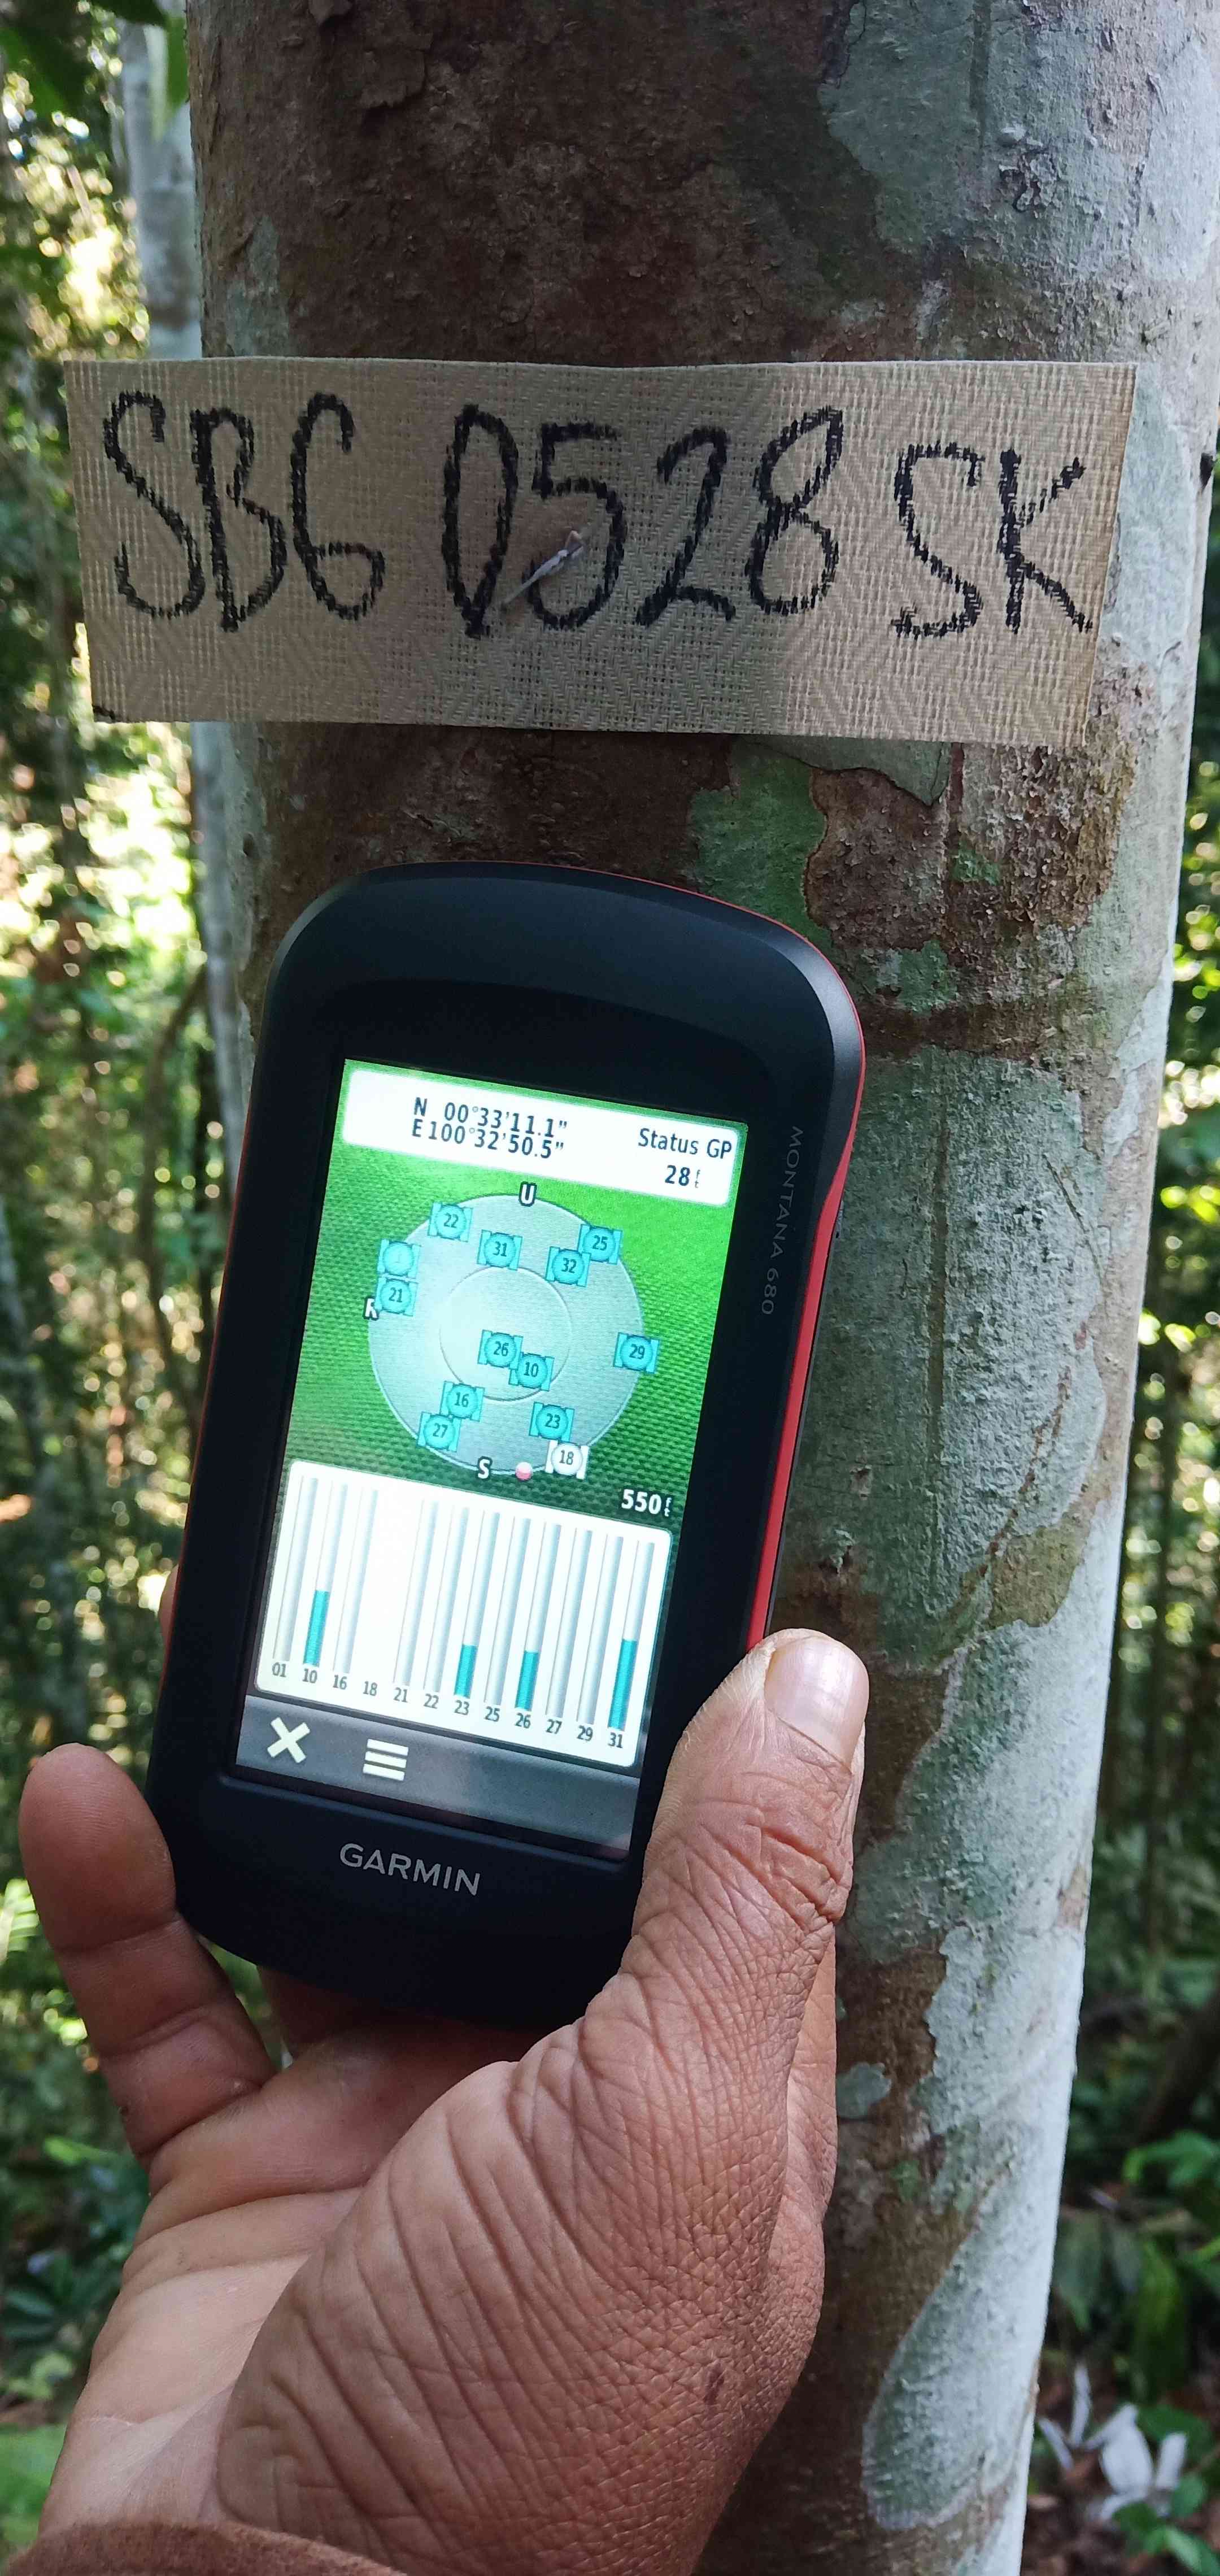 SBG 0528 SK
N 00°33'11.1"
E 100°32'50.5"
Status GP
28 ft
U
22
31
25
32
21
R
26
10
29
16
23
27
18
S
550 ft
01 10 16 18 21 22 23 25 26 27 29 31
GARMIN
MONTANA 680